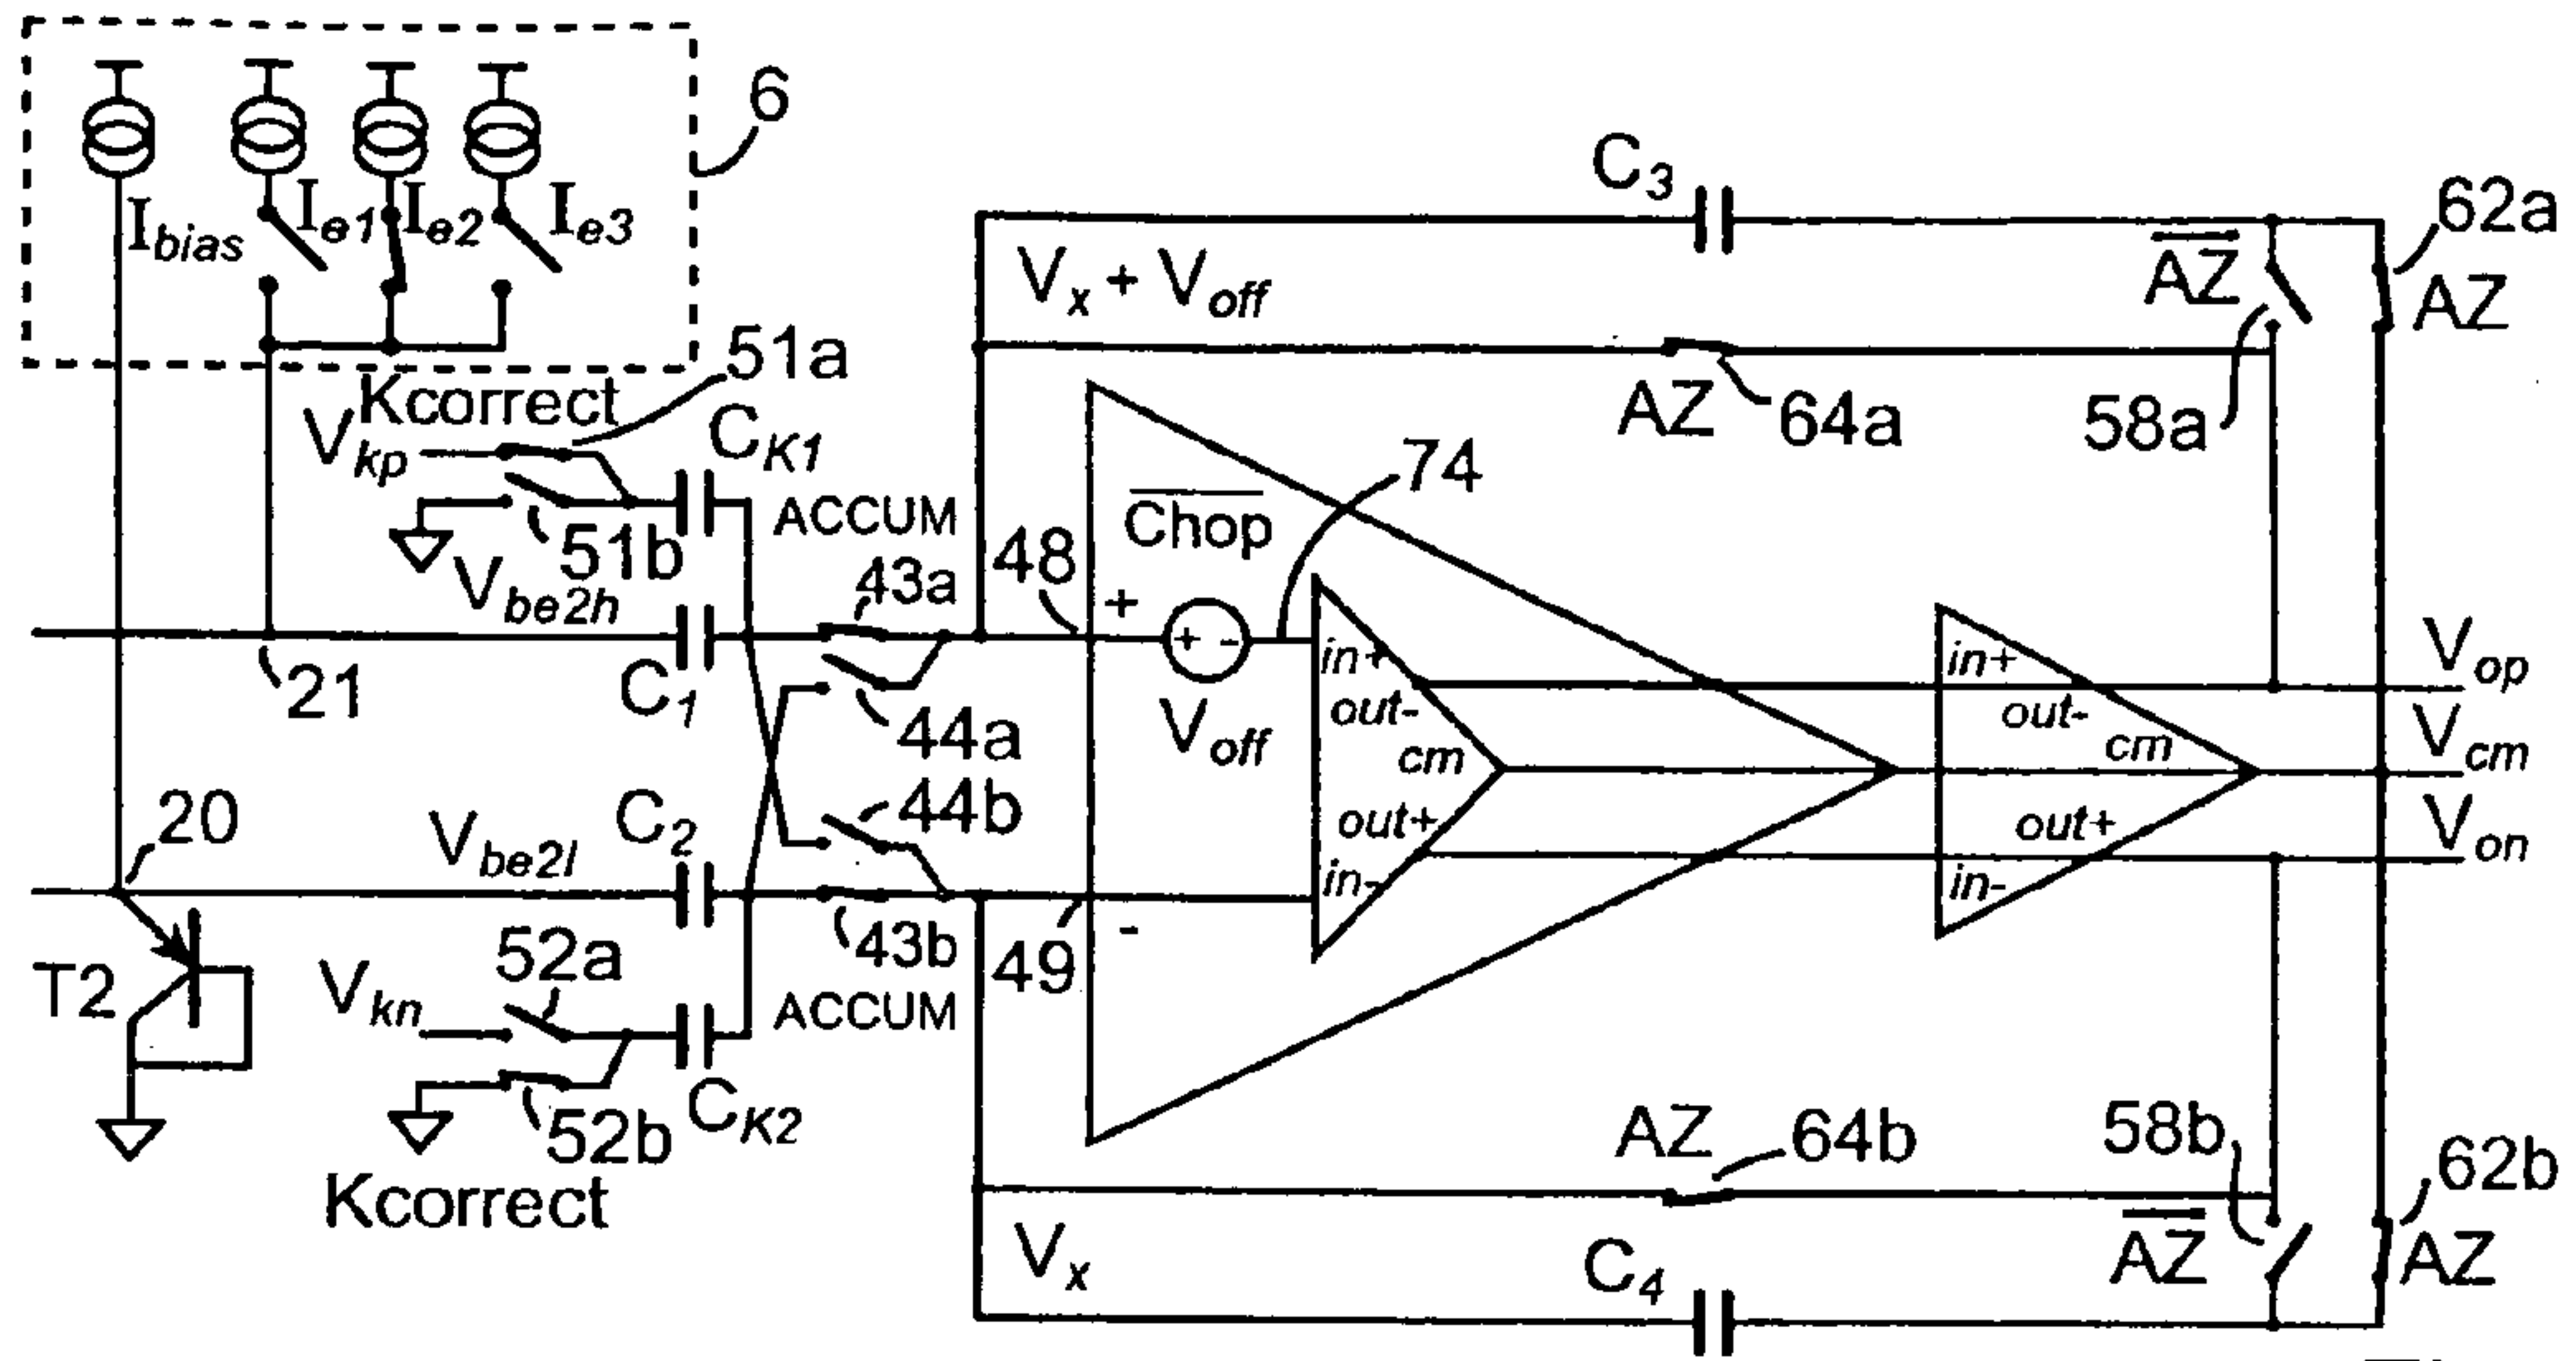 6
I_bias
I_e1
I_e2
I_e3
C_3
62a
V_x + V_off
A̅Z̅
AZ
51a
Kcorrect
V_kp
C_K1
AZ
64a
58a
74
C̅h̅o̅p̅
ACCUM
51b
V_be2h
43a
48
+
+ -
in+
in+
V_op
21
C_1
44a
V_off
out-
out-
cm
cm
V_cm
20
V_be2l
C_2
44b
out+
out+
V_on
in-
in-
T2
V_kn
52a
43b
49
-
ACCUM
52b
C_K2
Kcorrect
AZ
64b
58b
62b
V_x
A̅Z̅
AZ
C_4